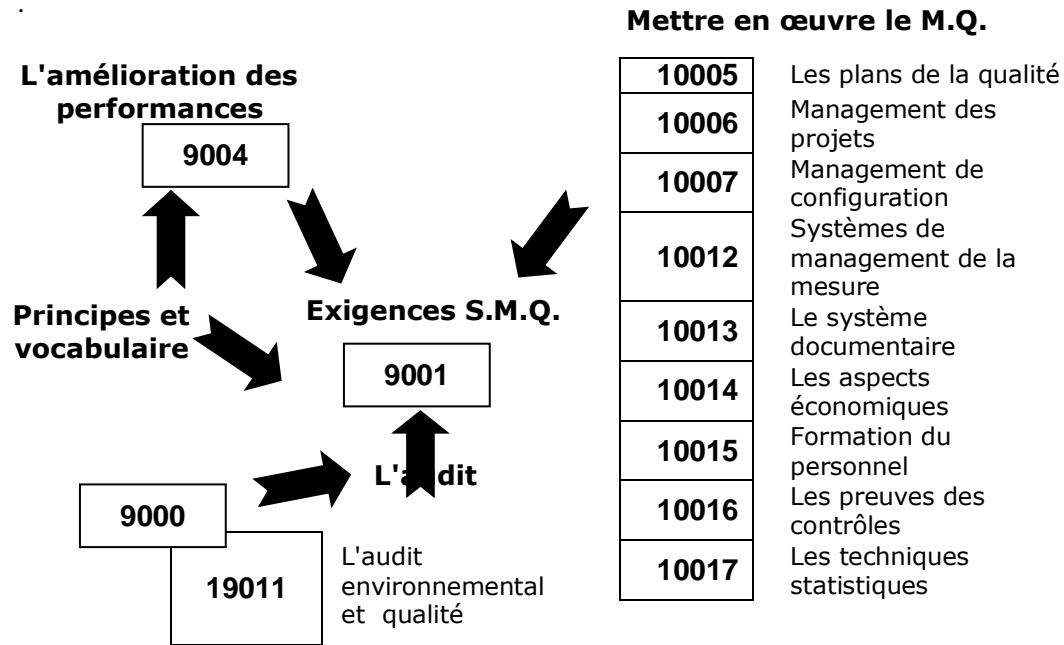 .
Mettre en œuvre le M.Q.
L'amélioration des
performances
9004
Principes et
vocabulaire
Exigences S.M.Q.
9001
9000
19011
L'audit
environnemental
et qualité
10005
Les plans de la qualité
10006
Management des
projets
10007
Management de
configuration
10012
Systèmes de
management de la
mesure
10013
Le système
documentaire
10014
Les aspects
économiques
10015
Formation du
personnel
10016
Les preuves des
contrôles
10017
Les techniques
statistiques